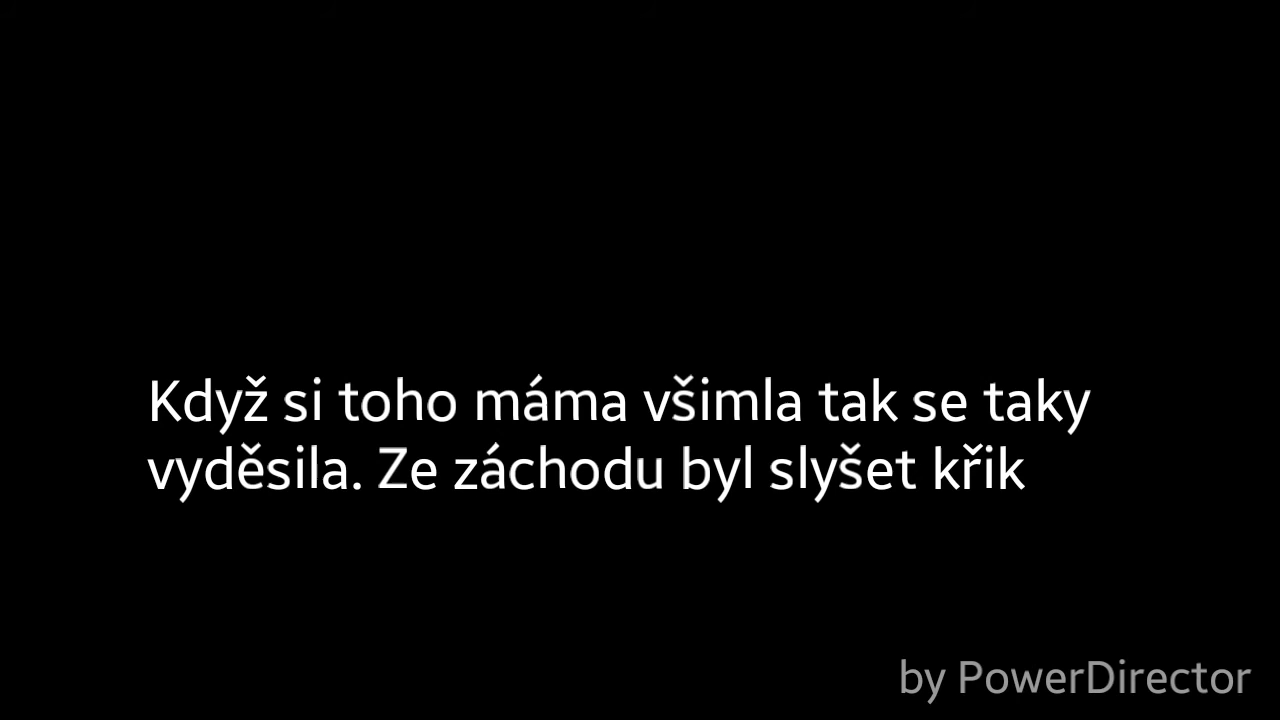 Když si toho máma všimla tak se taky
vyděsila. Ze záchodu byl slyšet křik
by PowerDirector